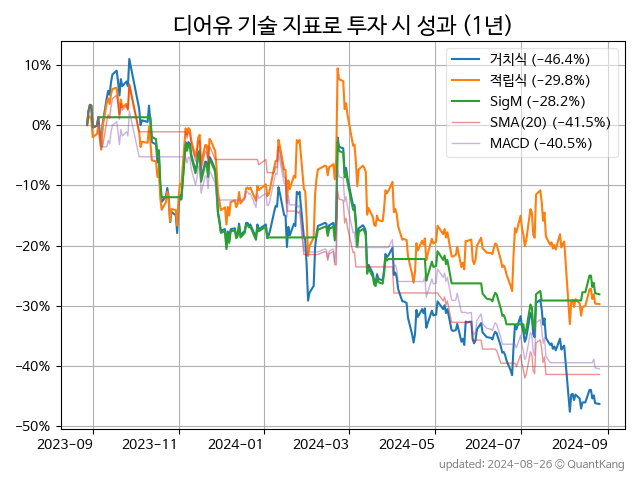 디어유 기술 지표로 투자 시 성과 (1년)
거치식 (−46.4%)
적립식 (−29.8%)
SigM (−28.2%)
SMA(20) (−41.5%)
MACD (−40.5%)
10%
0%
−10%
−20%
−30%
−40%
−50%
2023-09 2023-11 2024-01 2024-03 2024-05 2024-07 2024-09
updated: 2024-08-26 © QuantKang